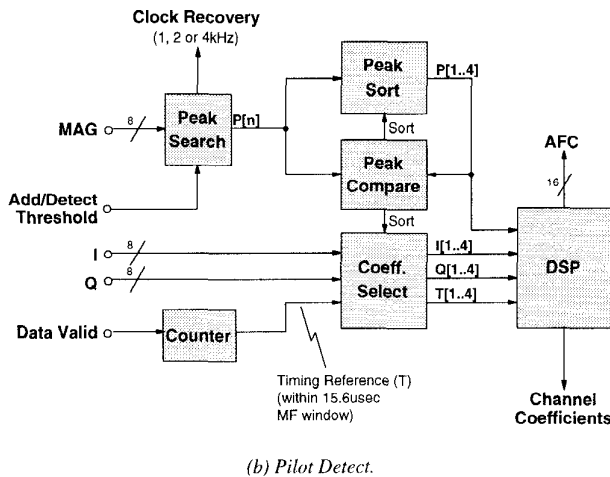 Clock Recovery
(1, 2 or 4kHz)
MAG
8
Peak
Search
P[n]
Add/Detect
Threshold
Peak
Sort
P[1..4]
Sort
Peak
Compare
Sort
AFC
16
I
8
Q
8
Coeff.
Select
I[1..4]
Q[1..4]
T[1..4]
DSP
Data Valid
Counter
Timing Reference (T)
(within 15.6usec
MF window)
Channel
Coefficients
(b) Pilot Detect.